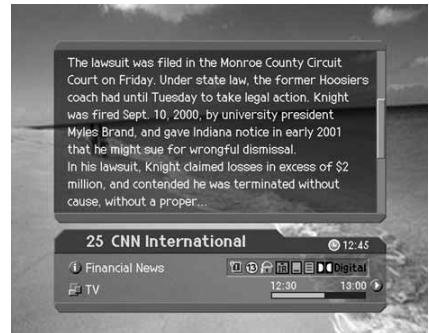 The lawsuit was filed in the Monroe County Circuit
Court on Friday. Under state law, the former Hoosiers
coach had until Tuesday to take legal action. Knight
was fired Sept. 10, 2000, by university president
Myles Brand, and gave Indiana notice in early 2001
that he might sue for wrongful dismissal.
In his lawsuit, Knight claimed losses in excess of $2
million, and contended he was terminated without
cause, without a proper...
25 CNN International
12:45
Financial News
Digital
TV
12:30 13:00